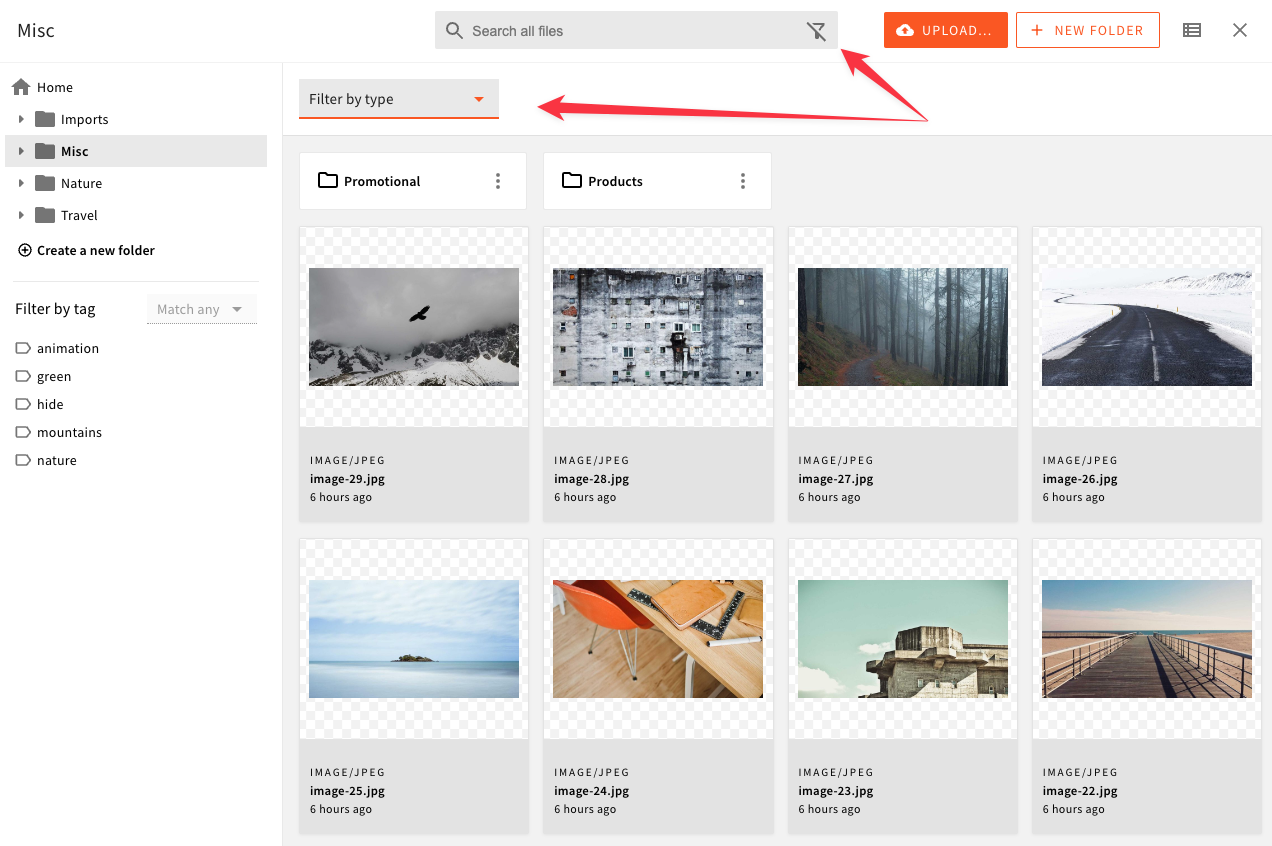 Misc
Search all files
UPLOAD...
NEW FOLDER
Home
Imports
Misc
Nature
Travel
Create a new folder
Filter by tag
Match any
animation
green
hide
mountains
nature
Filter by type
Promotional
Products
IMAGE/JPEG
image-29.jpg
6 hours ago
IMAGE/JPEG
image-28.jpg
6 hours ago
IMAGE/JPEG
image-27.jpg
6 hours ago
IMAGE/JPEG
image-26.jpg
6 hours ago
IMAGE/JPEG
image-25.jpg
6 hours ago
IMAGE/JPEG
image-24.jpg
6 hours ago
IMAGE/JPEG
image-23.jpg
6 hours ago
IMAGE/JPEG
image-22.jpg
6 hours ago